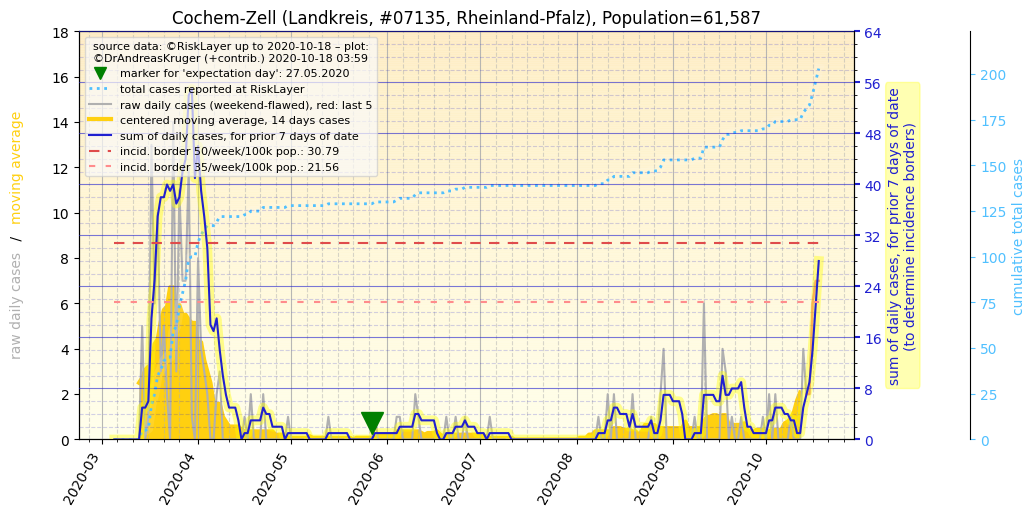 Cochem-Zell (Landkreis, #07135, Rheinland-Pfalz), Population=61,587
source data: ©RiskLayer up to 2020-10-18 – plot:
©DrAndreasKruger (+contrib.) 2020-10-18 03:59
marker for 'expectation day': 27.05.2020
total cases reported at RiskLayer
raw daily cases (weekend-flawed), red: last 5
centered moving average, 14 days cases
sum of daily cases, for prior 7 days of date
incid. border 50/week/100k pop.: 30.79
incid. border 35/week/100k pop.: 21.56
raw daily cases / moving average
18
16
14
12
10
8
6
4
2
0
2020-03
2020-04
2020-05
2020-06
2020-07
2020-08
2020-09
2020-10
64
56
48
40
32
24
16
8
0
sum of daily cases, for prior 7 days of date
(to determine incidence borders)
200
175
150
125
100
75
50
25
0
cumulative total cases